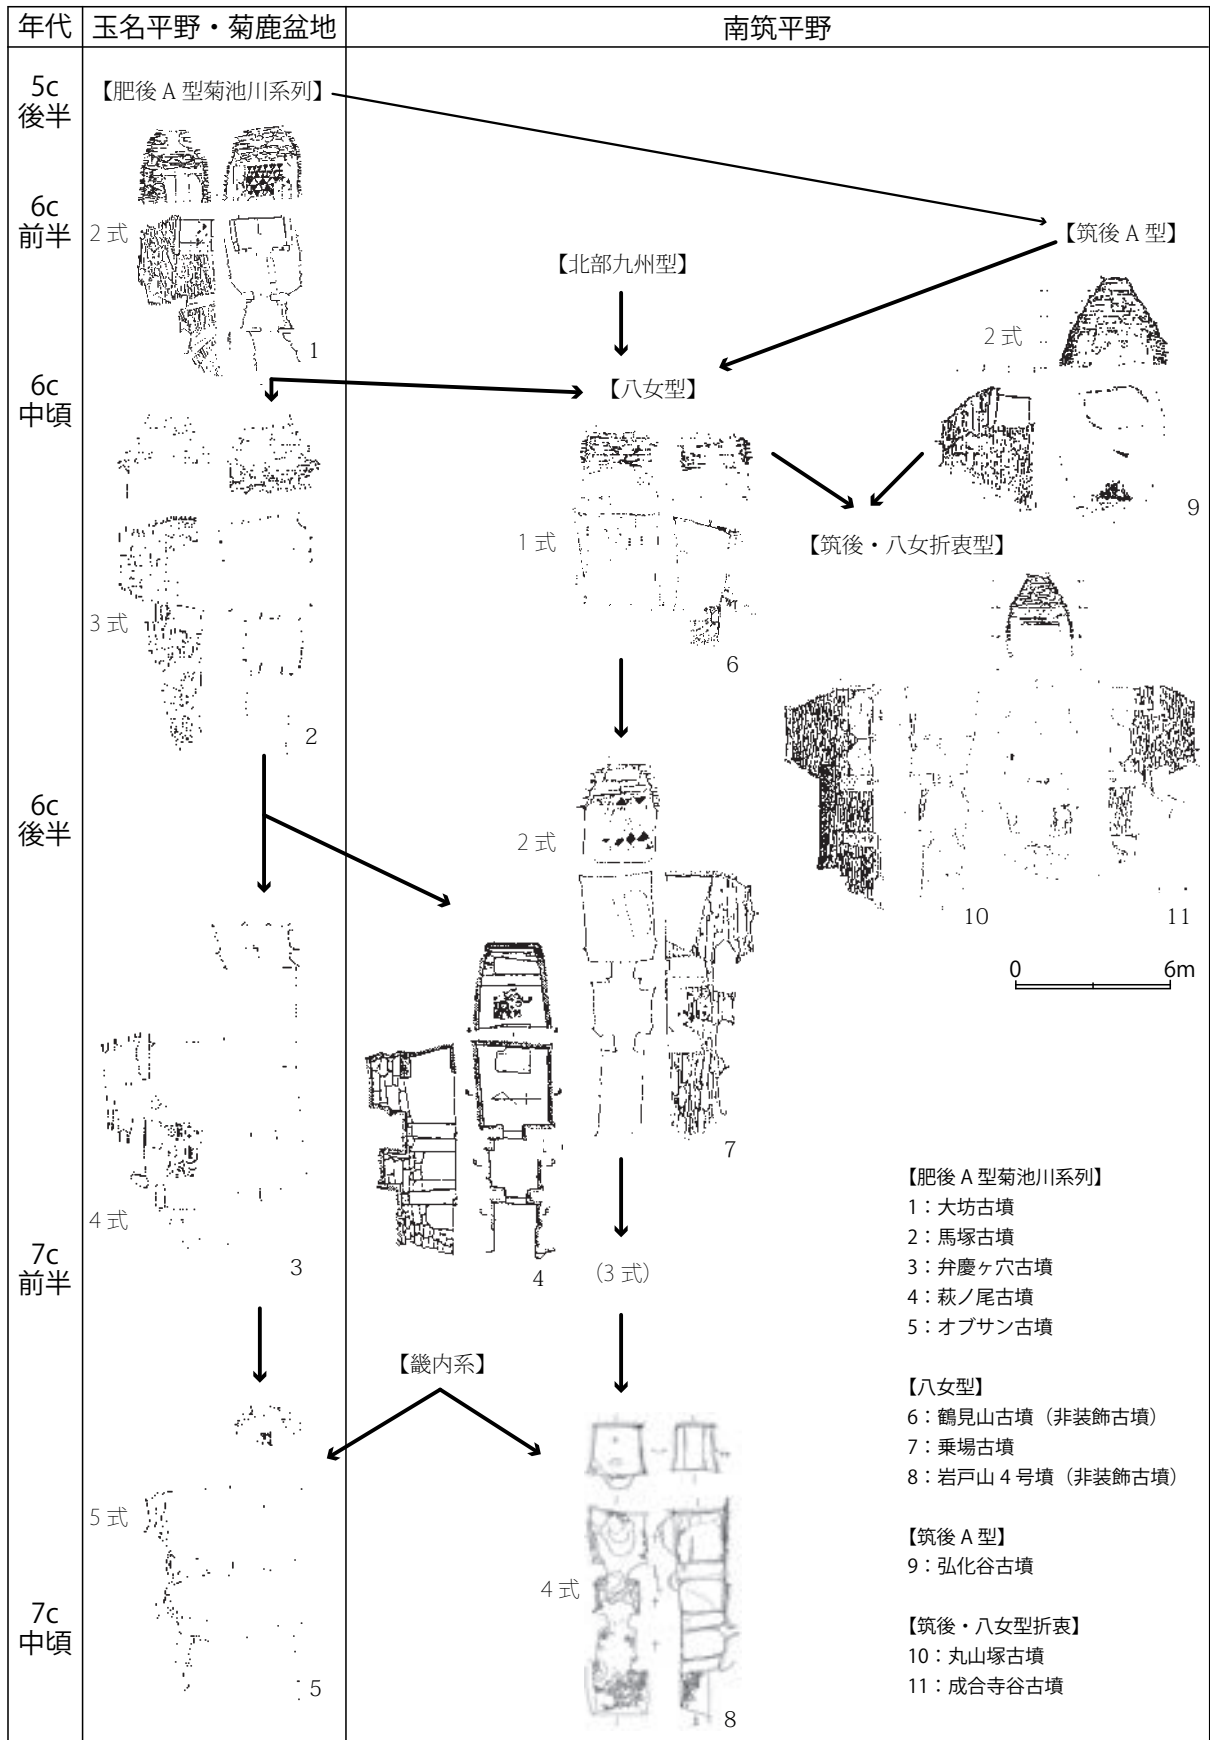 年代
玉名平野・菊鹿盆地
南筑平野
5c
後半
6c
前半
6c
中頃
6c
後半
7c
前半
7c
中頃
【肥後 A 型菊池川系列】
2 式
1
3 式
2
4 式
3
5 式
5
【北部九州型】
【筑後 A 型】
2 式
9
【八女型】
1 式
6
【筑後・八女折衷型】
10
11
0
6m
2 式
7
4
(3 式)
【畿内系】
4 式
8
【肥後 A 型菊池川系列】
1：大坊古墳
2：馬塚古墳
3：弁慶ヶ穴古墳
4：萩ノ尾古墳
5：オブサン古墳
【八女型】
6：鶴見山古墳（非装飾古墳）
7：乗場古墳
8：岩戸山 4 号墳（非装飾古墳）
【筑後 A 型】
9：弘化谷古墳
【筑後・八女型折衷】
10：丸山塚古墳
11：成合寺谷古墳